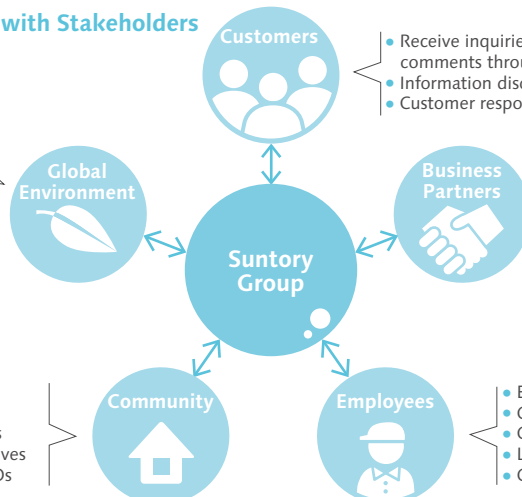 with Stakeholders
Customers
Receive inquirie
comments throu
Information disc
Customer respo
Global
Environment
Business
Partners
Suntory
Group
Community
Employees
s
ves
Os
E
C
C
L
C